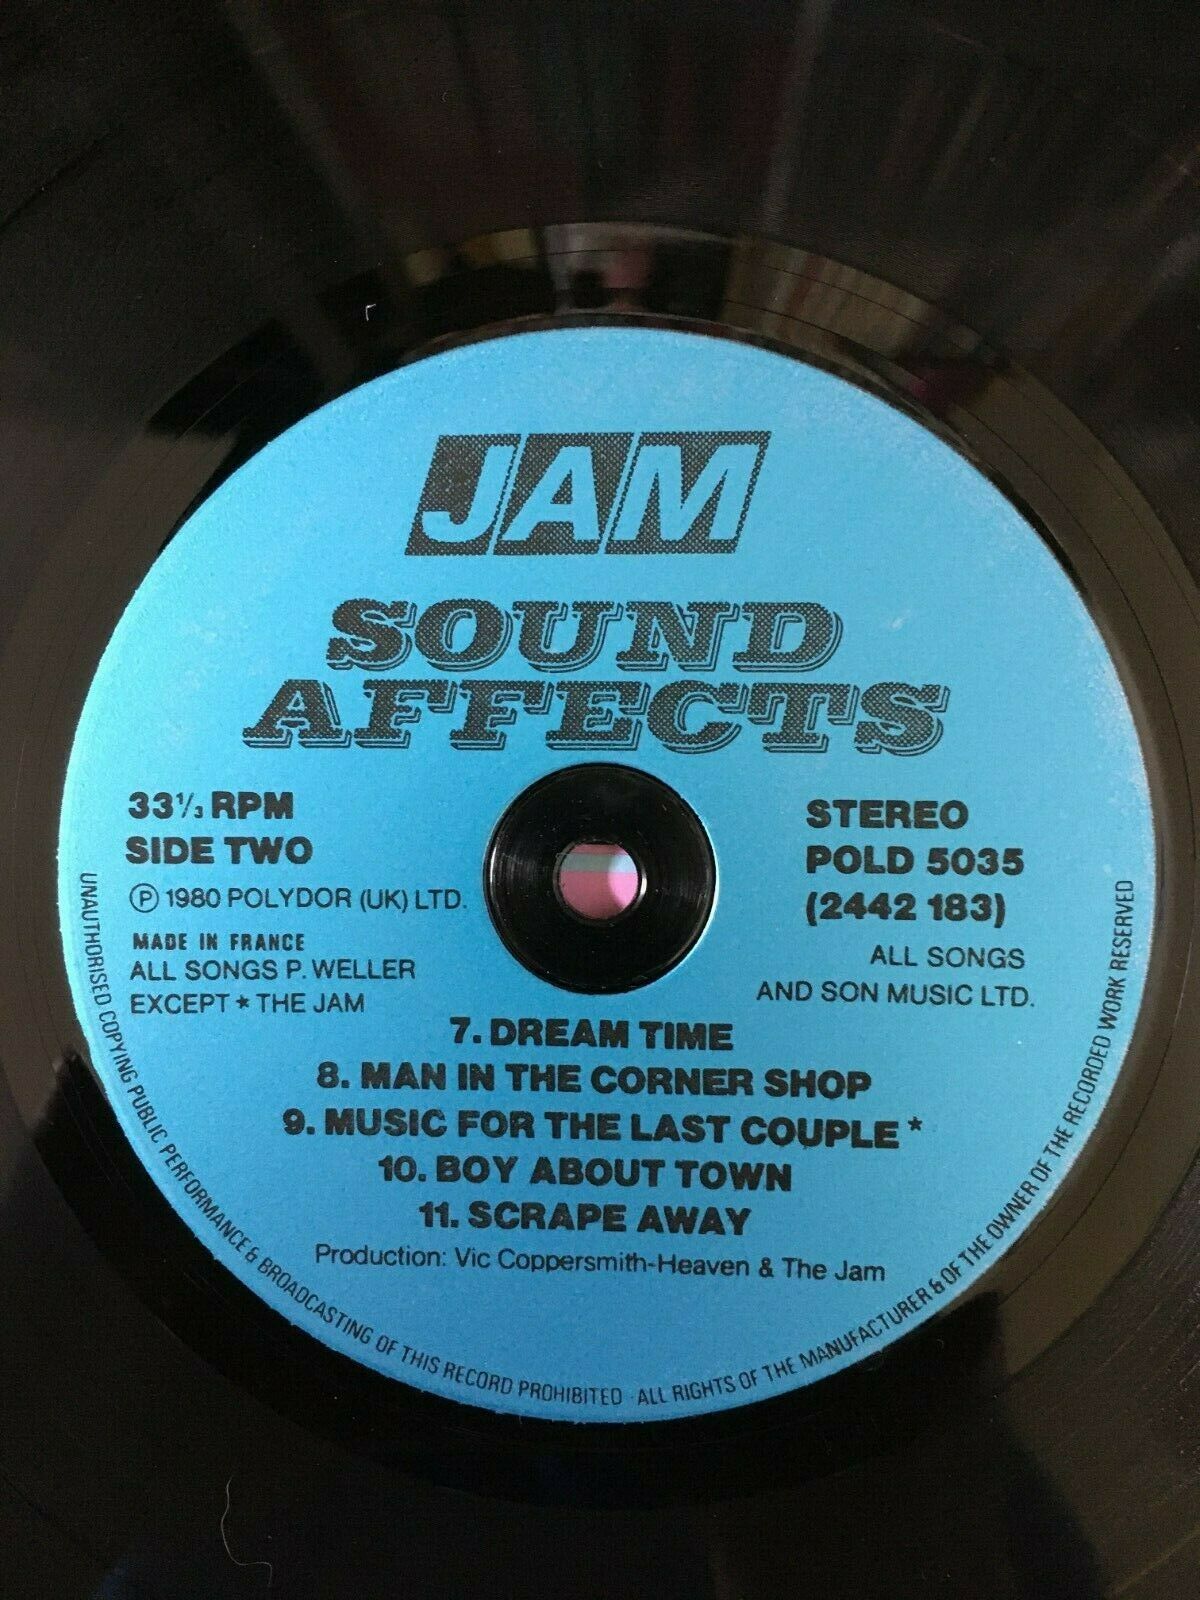 JAM
SOUND
AFFECTS
33⅓ RPM
SIDE TWO
Ⓟ 1980 POLYDOR (UK) LTD.
MADE IN FRANCE
ALL SONGS P. WELLER
EXCEPT * THE JAM
STEREO
POLD 5035
(2442 183)
ALL SONGS
AND SON MUSIC LTD.
7. DREAM TIME
8. MAN IN THE CORNER SHOP
9. MUSIC FOR THE LAST COUPLE *
10. BOY ABOUT TOWN
11. SCRAPE AWAY
Production: Vic Coppersmith-Heaven & The Jam
UNAUTHORISED COPYING PUBLIC PERFORMANCE & BROADCASTING OF THIS RECORD PROHIBITED - ALL RIGHTS OF THE MANUFACTURER & OF THE OWNER OF THE RECORDED WORK RESERVED